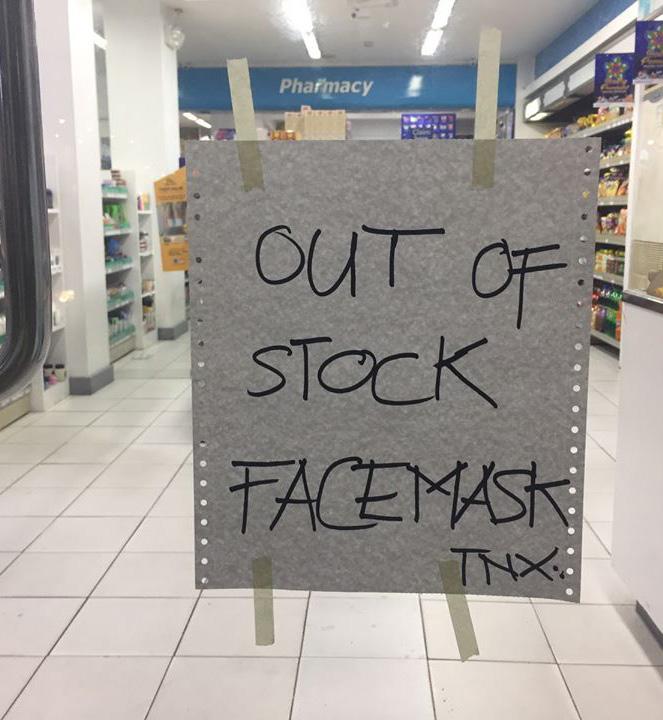 Pharmacy
OUT OF
STOCK
FACEMASK
TNX:.